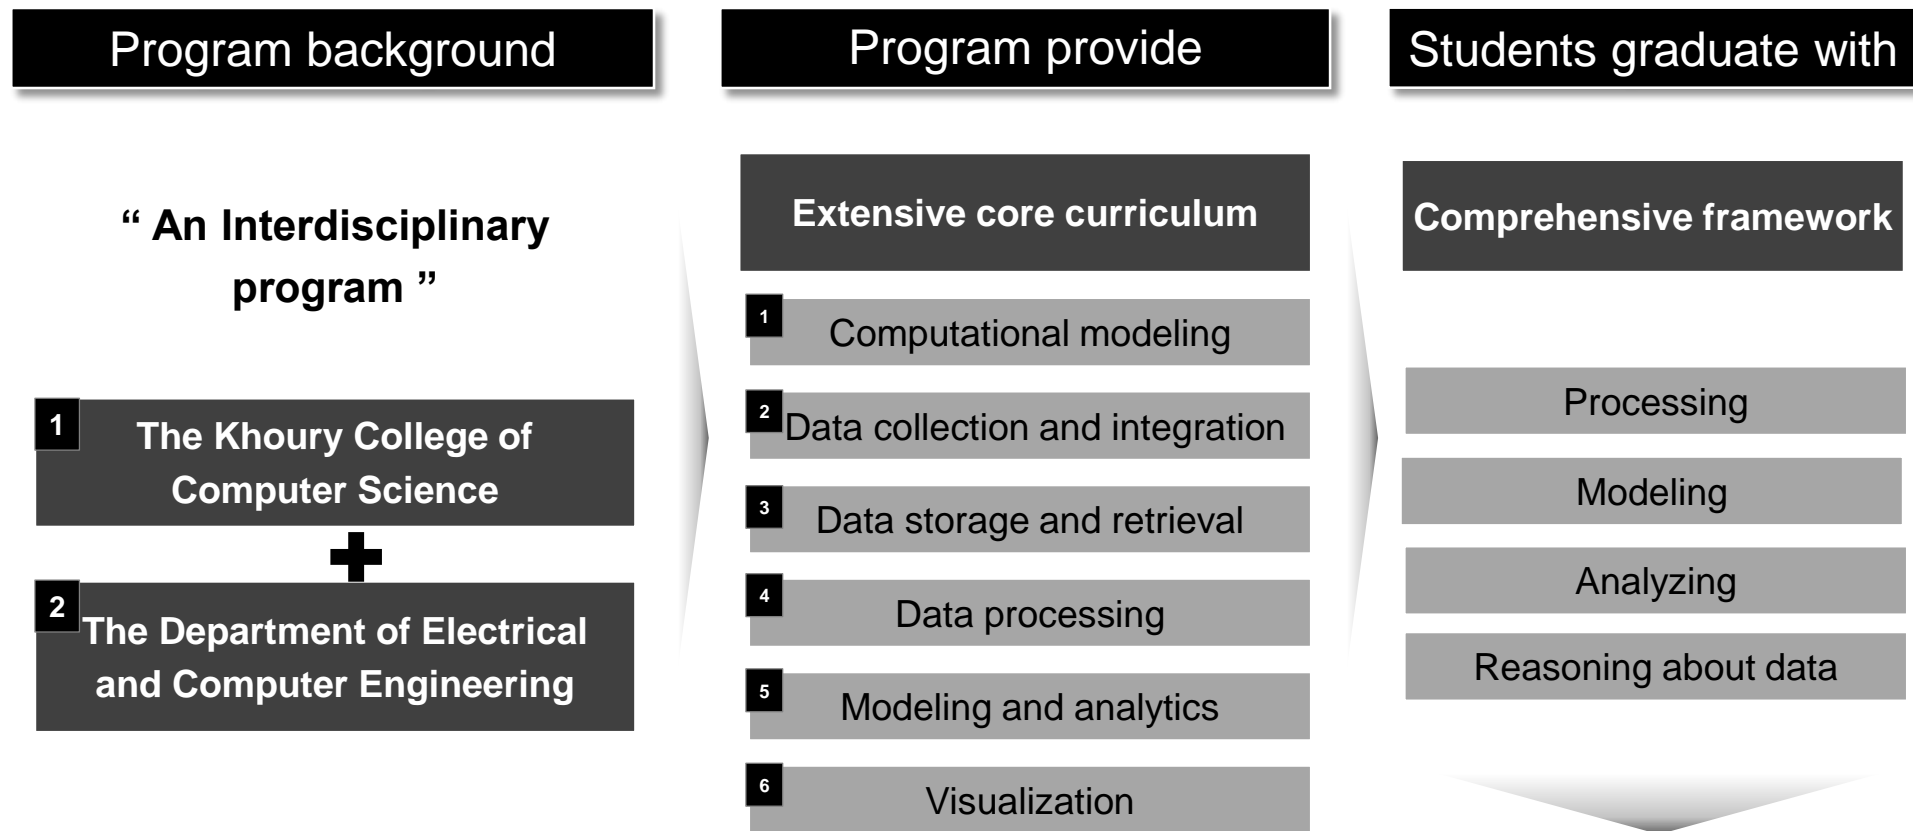 Program background
“ An Interdisciplinary
program ”
1
The Khoury College of
Computer Science
2
The Department of Electrical
and Computer Engineering
Program provide
Extensive core curriculum
1
Computational modeling
2
Data collection and integration
3
Data storage and retrieval
4
Data processing
5
Modeling and analytics
6
Visualization
Students graduate with
Comprehensive framework
Processing
Modeling
Analyzing
Reasoning about data